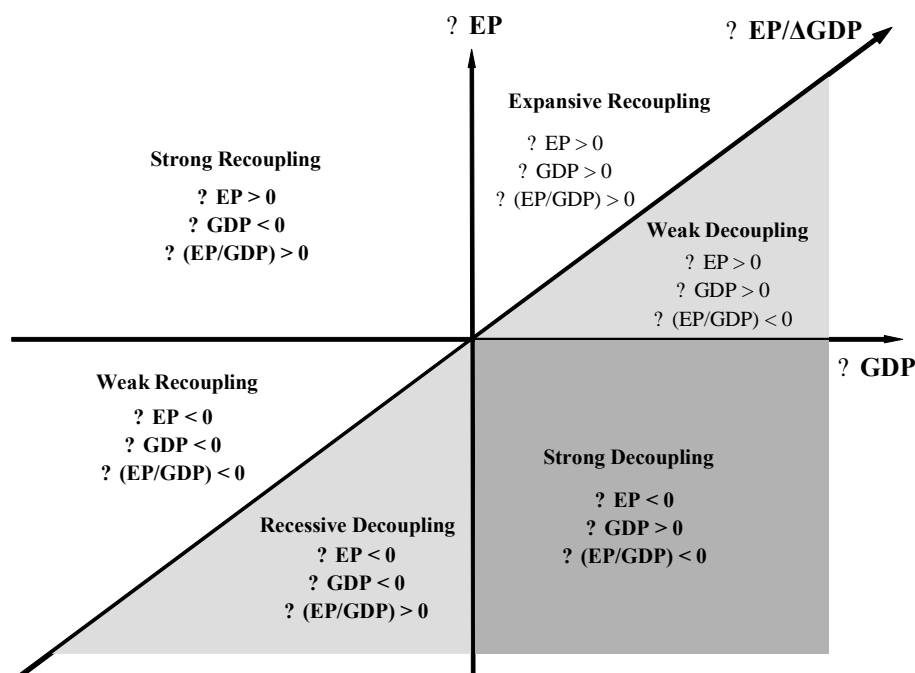 ? EP
? EP/ΔGDP
Expansive Recoupling
? EP > 0
? GDP > 0
? (EP/GDP) > 0
Strong Recoupling
? EP > 0
? GDP < 0
? (EP/GDP) > 0
Weak Decoupling
? EP > 0
? GDP > 0
? (EP/GDP) < 0
? GDP
Weak Recoupling
? EP < 0
? GDP < 0
? (EP/GDP) < 0
Strong Decoupling
? EP < 0
? GDP > 0
? (EP/GDP) < 0
Recessive Decoupling
? EP < 0
? GDP < 0
? (EP/GDP) > 0